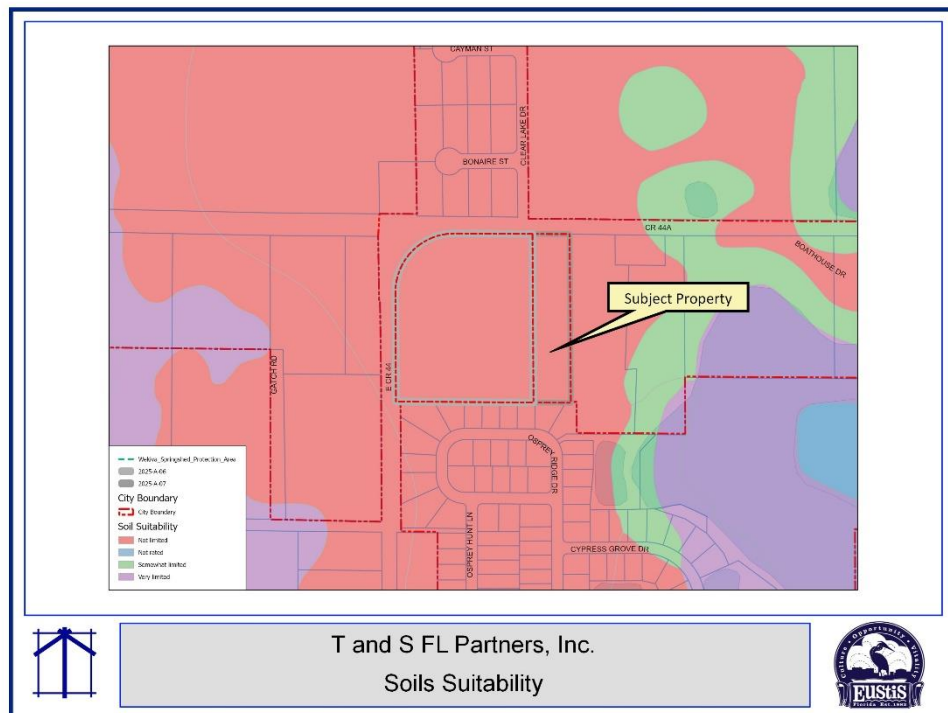 CAYMAN ST
CLEAR LAKE DR
BONAIRE ST
CR 44A
BOATHOUSE DR
Subject Property
E CR 44
GATCH RD
OSPREY RIDGE DR
OSPREY HUNT LN
CYPRESS GROVE DR
Wekiva_Springshed_Protection_Area
2025-A-06
2025-A-07
City Boundary
City Boundary
Soil Suitability
Not limited
Not rated
Somewhat limited
Very limited
T and S FL Partners, Inc.
Soils Suitability
Culture • Opportunity • Vitality
EUSTIS
Florida Est. 1883